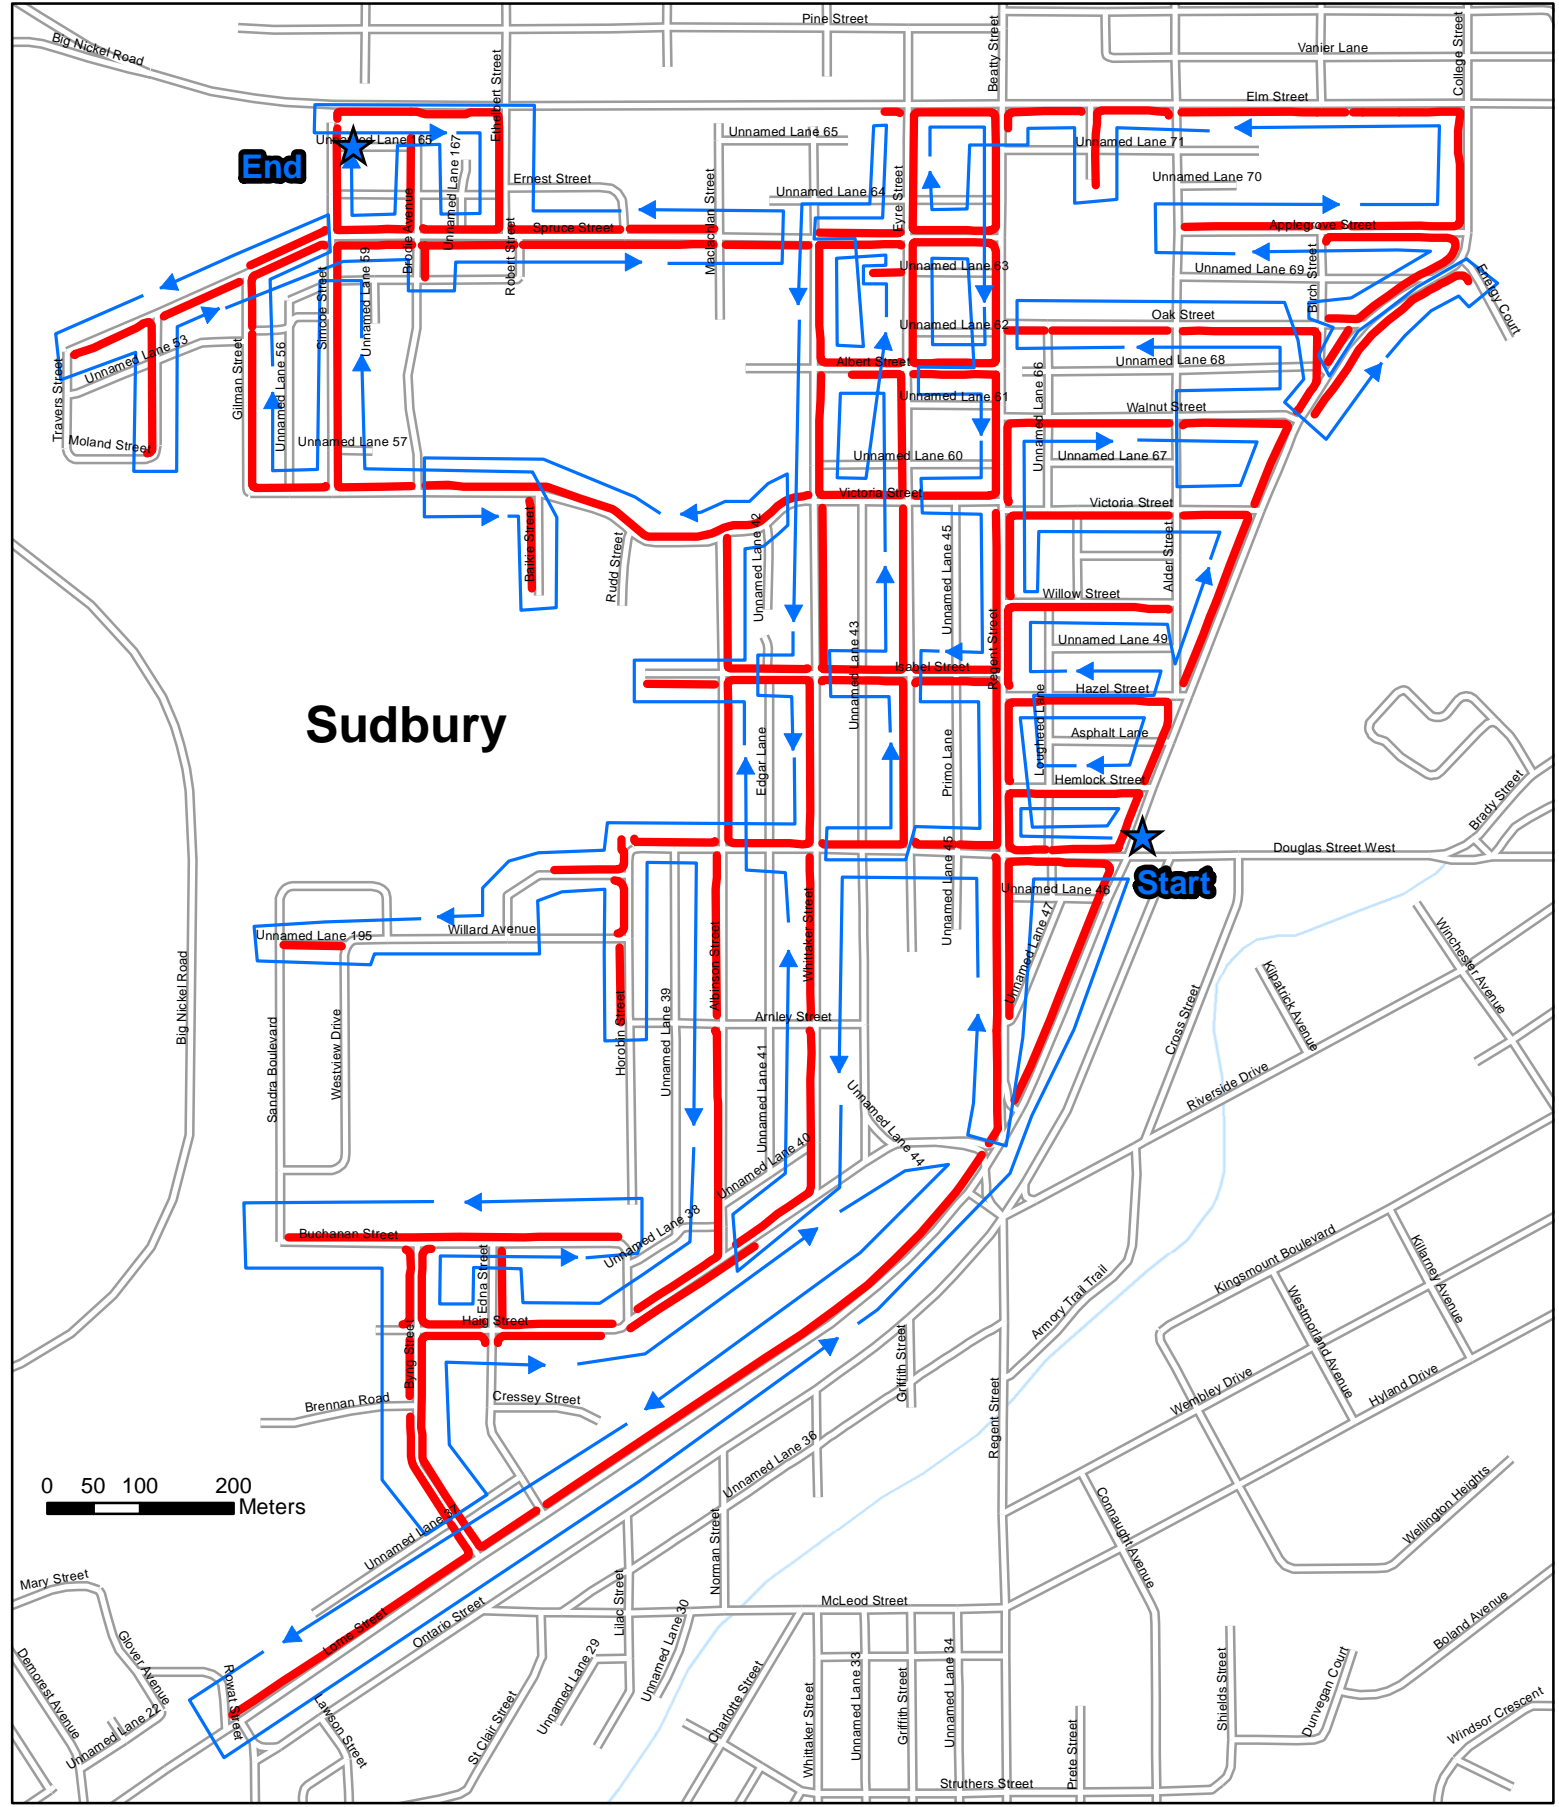 Pine Street
Beatty Street
College Street
Big Nickel Road
Vanier Lane
Ethelbert Street
Elm Street
Unnamed Lane 65
Unnamed Lane 165
Unnamed Lane 167
Unnamed Lane 71
End
Ernest Street
Unnamed Lane 70
Unnamed Lane 64
Maclachlan Street
Eyre Street
Brodie Avenue
Spruce Street
Applegrove Street
Robert Street
Unnamed Lane 63
Unnamed Lane 69
Birch Street
Energy Court
Simcoe Street
Unnamed Lane 59
Oak Street
Unnamed Lane 62
Unnamed Lane 53
Travers Street
Gilman Street
Unnamed Lane 56
Albert Street
Unnamed Lane 68
Unnamed Lane 66
Unnamed Lane 61
Walnut Street
Moland Street
Unnamed Lane 57
Unnamed Lane 60
Unnamed Lane 67
Victoria Street
Victoria Street
Baikie Street
Rudd Street
Unnamed Lane 42
Unnamed Lane 45
Alder Street
Willow Street
Unnamed Lane 43
Regent Street
Unnamed Lane 49
Isabel Street
Hazel Street
Sudbury
Lougheed Lane
Asphalt Lane
Edgar Lane
Primo Lane
Hemlock Street
Brady Street
Douglas Street West
Start
Unnamed Lane 45
Unnamed Lane 46
Unnamed Lane 47
Willard Avenue
Unnamed Lane 195
Albinson Street
Whittaker Street
Winchester Avenue
Kilpatrick Avenue
Big Nickel Road
Sandra Boulevard
Westview Drive
Horobin Street
Unnamed Lane 39
Arnley Street
Unnamed Lane 41
Cross Street
Riverside Drive
Unnamed Lane 44
Unnamed Lane 40
Unnamed Lane 38
Buchanan Street
Edna Street
Haig Street
Byng Street
Kingsmount Boulevard
Killarney Avenue
Armory Trail Trail
Westmorland Avenue
Griffith Street
Wembley Drive
Hyland Drive
Brennan Road
Cressey Street
Regent Street
Unnamed Lane 36
0 50 100 200
Meters
Wellington Heights
Connaught Avenue
Unnamed Lane 37
Norman Street
Mary Street
Lilac Street
Unnamed Lane 30
McLeod Street
Ontario Street
Lorne Street
Boland Avenue
Glover Avenue
Demorest Avenue
Unnamed Lane 29
Unnamed Lane 33
Unnamed Lane 34
Rowat Street
Lawson Street
St Clair Street
Charlotte Street
Whittaker Street
Griffith Street
Shields Street
Dunvegan Court
Windsor Crescent
Unnamed Lane 22
Prete Street
Struthers Street